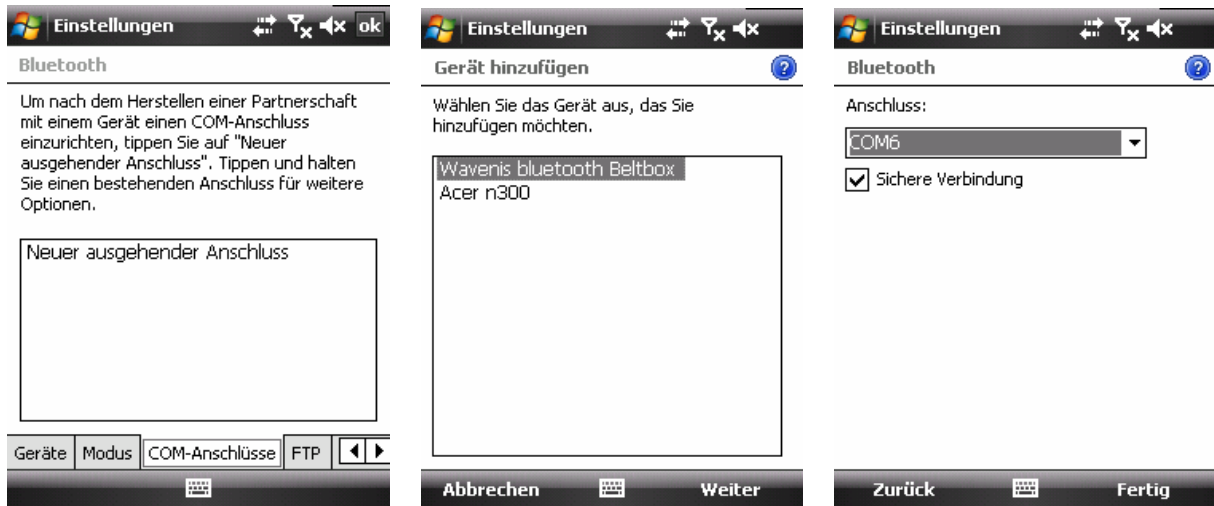 Einstellungen
ok
Bluetooth
Um nach dem Herstellen einer Partnerschaft
mit einem Gerät einen COM-Anschluss
einzurichten, tippen Sie auf "Neuer
ausgehender Anschluss". Tippen und halten
Sie einen bestehenden Anschluss für weitere
Optionen.
Neuer ausgehender Anschluss
Geräte Modus COM-Anschlüsse FTP
Einstellungen
Gerät hinzufügen
?
Wählen Sie das Gerät aus, das Sie
hinzufügen möchten.
Wavenis bluetooth Beltbox
Acer n300
Abbrechen Weiter
Einstellungen
Bluetooth
?
Anschluss:
COM6
Sichere Verbindung
Zurück Fertig